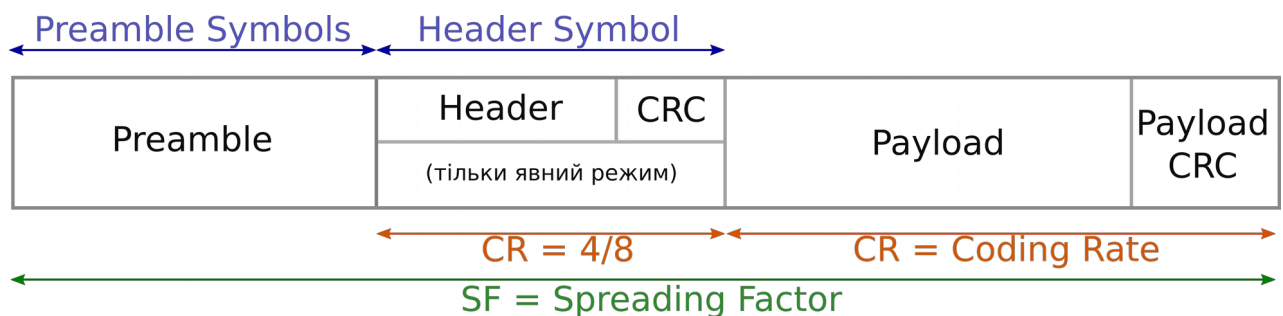 Preamble Symbols
Header Symbol
Preamble
Header
CRC
(тільки явний режим)
Payload
Payload
CRC
CR = 4/8
CR = Coding Rate
SF = Spreading Factor